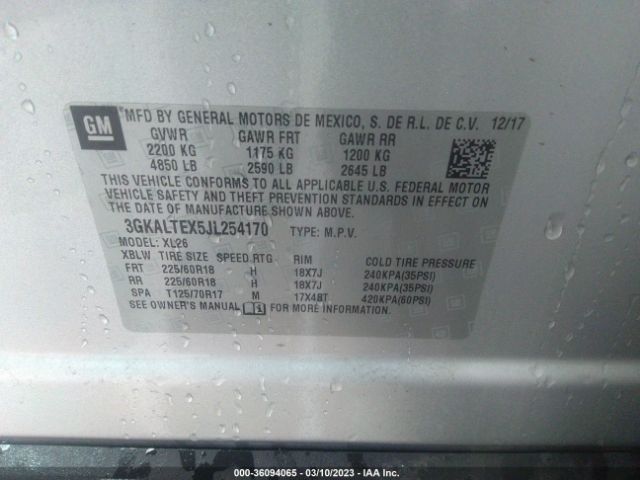 GM
MFD BY GENERAL MOTORS DE MEXICO, S. DE R.L. DE C.V. 12/17
GVWR GAWR FRT GAWR RR
2200 KG 1175 KG 1200 KG
4850 LB 2590 LB 2645 LB
THIS VEHICLE CONFORMS TO ALL APPLICABLE U.S. FEDERAL MOTOR
VEHICLE SAFETY AND THEFT PREVENTION STANDARDS IN EFFECT ON
THE DATE OF MANUFACTURE SHOWN ABOVE.
3GKALTEX5JL254170 TYPE: M.P.V.
MODEL: XL26
XBLW TIRE SIZE SPEED RTG RIM COLD TIRE PRESSURE
FRT 225/60R18 H 18X7J 240KPA(35PSI)
RR 225/60R18 H 18X7J 240KPA(35PSI)
SPA T125/70R17 M 17X4BT 420KPA(60PSI)
SEE OWNER'S MANUAL FOR MORE INFORMATION.
000-36094065 — 03/10/2023 — IAA Inc.